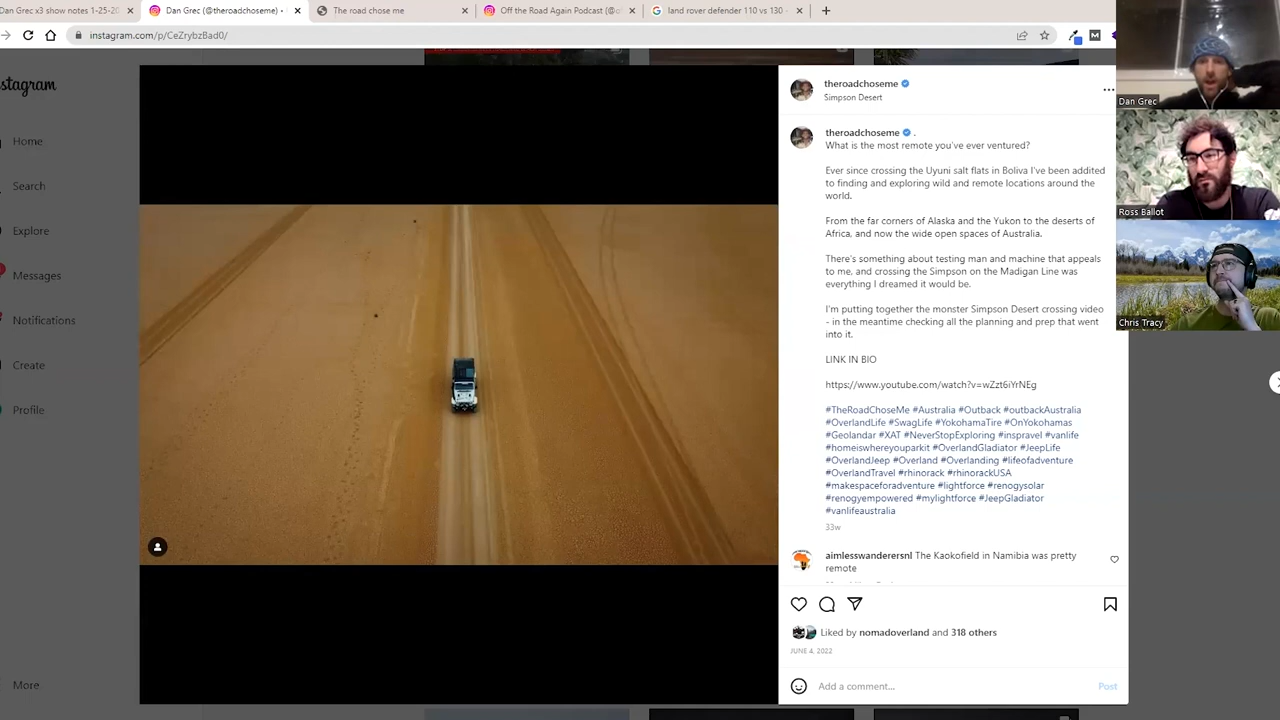 Dan Grec x3 show notes 1-25-20
Dan Grec (@theroadchoseme) •
The road chose me
Off the Road Again Podcast (@o
land rover defender 110 vs 130 -
instagram.com/p/CeZrybzBad0/
stagram
Home
Search
Explore
Messages
Notifications
Create
Profile
More
theroadchoseme
Simpson Desert
theroadchoseme .
What is the most remote you've ever ventured?
Ever since crossing the Uyuni salt flats in Boliva I've been addited
to finding and exploring wild and remote locations around the
world.
From the far corners of Alaska and the Yukon to the deserts of
Africa, and now the wide open spaces of Australia.
There's something about testing man and machine that appeals
to me, and crossing the Simpson on the Madigan Line was
everything I dreamed it would be.
I'm putting together the monster Simpson Desert crossing video
- in the meantime checking all the planning and prep that went
into it.
LINK IN BIO
https://www.youtube.com/watch?v=wZzt6iYrNEg
#TheRoadChoseMe #Australia #Outback #outbackAustralia
#OverlandLife #SwagLife #YokohamaTire #OnYokohamas
#Geolandar #XAT #NeverStopExploring #inspravel #vanlife
#homeiswhereyouparkit #OverlandGladiator #JeepLife
#OverlandJeep #Overland #Overlanding #lifeofadventure
#OverlandTravel #rhinorack #rhinorackUSA
#makespaceforadventure #lightforce #renogysolar
#renogyempowered #mylightforce #JeepGladiator
#vanlifeaustralia
33w
aimlesswanderersnl The Kaokofield in Namibia was pretty
remote
Liked by nomadoverland and 318 others
JUNE 4, 2022
Add a comment...
Post
Dan Grec
Ross Ballot
Chris Tracy